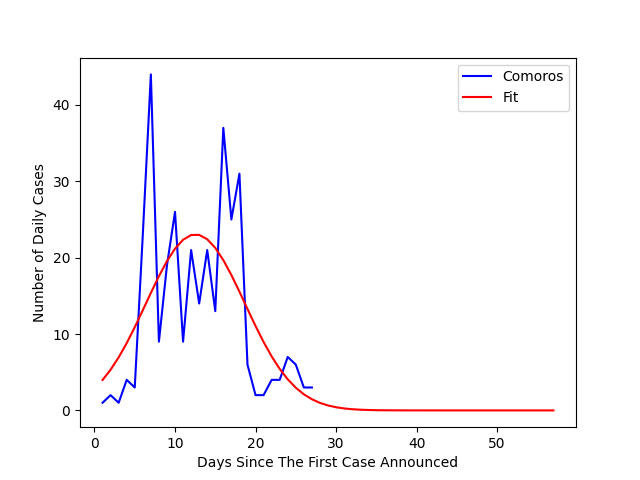 Comoros
Fit
Number of Daily Cases
40
30
20
10
0
0 10 20 30 40 50
Days Since The First Case Announced